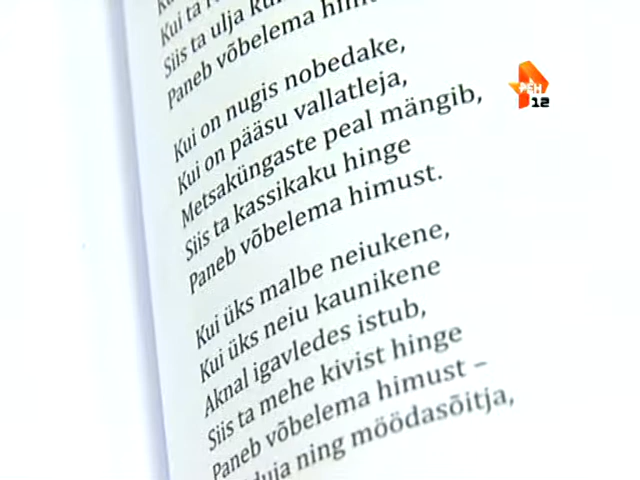 Kui ta
Siis ta ulja
Paneb võbelema
Kui on nugis nobedake,
Kui on pääsu vallatleja,
Metsaküngaste peal mängib,
Siis ta kassikaku hinge
Paneb võbelema himust.
Kui üks malbe neiukene,
Kui üks neiu kaunikene
Aknal igavledes istub,
Siis ta mehe kivist hinge
Paneb võbelema himust –
ning möödasõitja,
РЕН
12